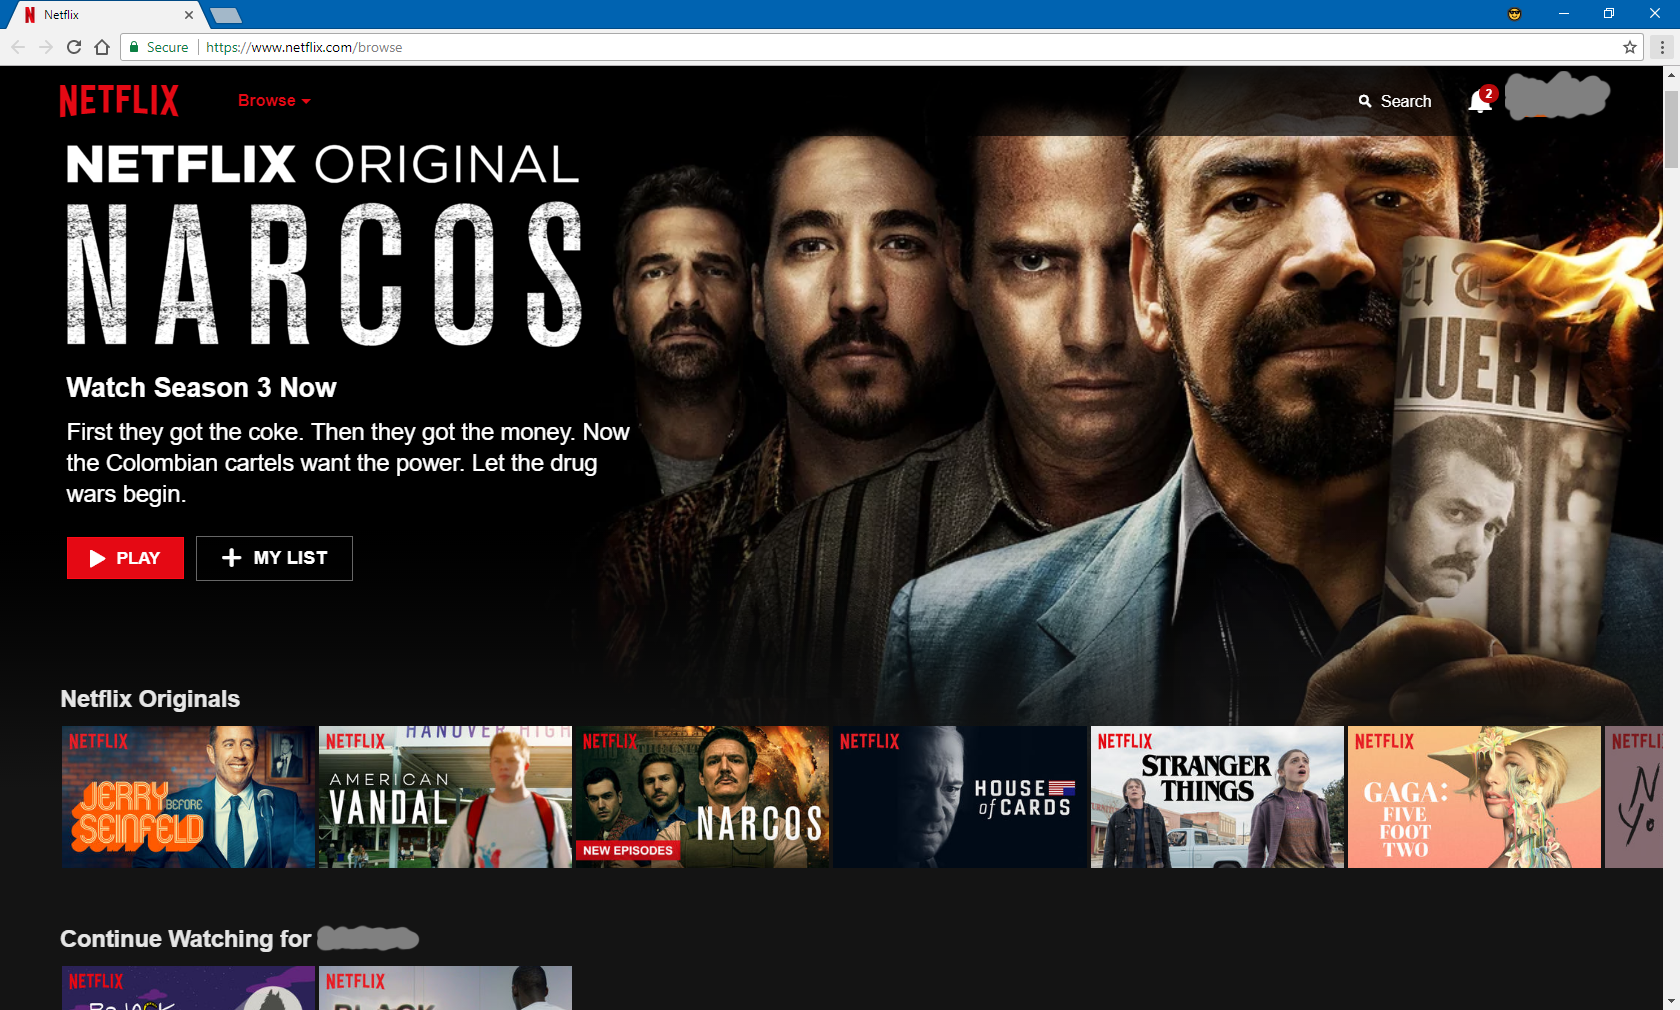 Netflix
Secure https://www.netflix.com/browse
NETFLIX
Browse
Search
2
NETFLIX ORIGINAL
NARCOS
Watch Season 3 Now
First they got the coke. Then they got the money. Now
the Colombian cartels want the power. Let the drug
wars begin.
PLAY
MY LIST
El T
MUERTO
Netflix Originals
NETFLIX
JERRY
BEFORE
SEINFELD
HANOVER HIGH
NETFLIX
AMERICAN
VANDAL
NETFLIX
NARCOS
NEW EPISODES
NETFLIX
HOUSE
of CARDS
NETFLIX
STRANGER
THINGS
NETFLIX
GAGA:
FIVE
FOOT
TWO
NETFLI
N
Yo
Continue Watching for
NETFLIX
BOJACK
NETFLIX
BLACK